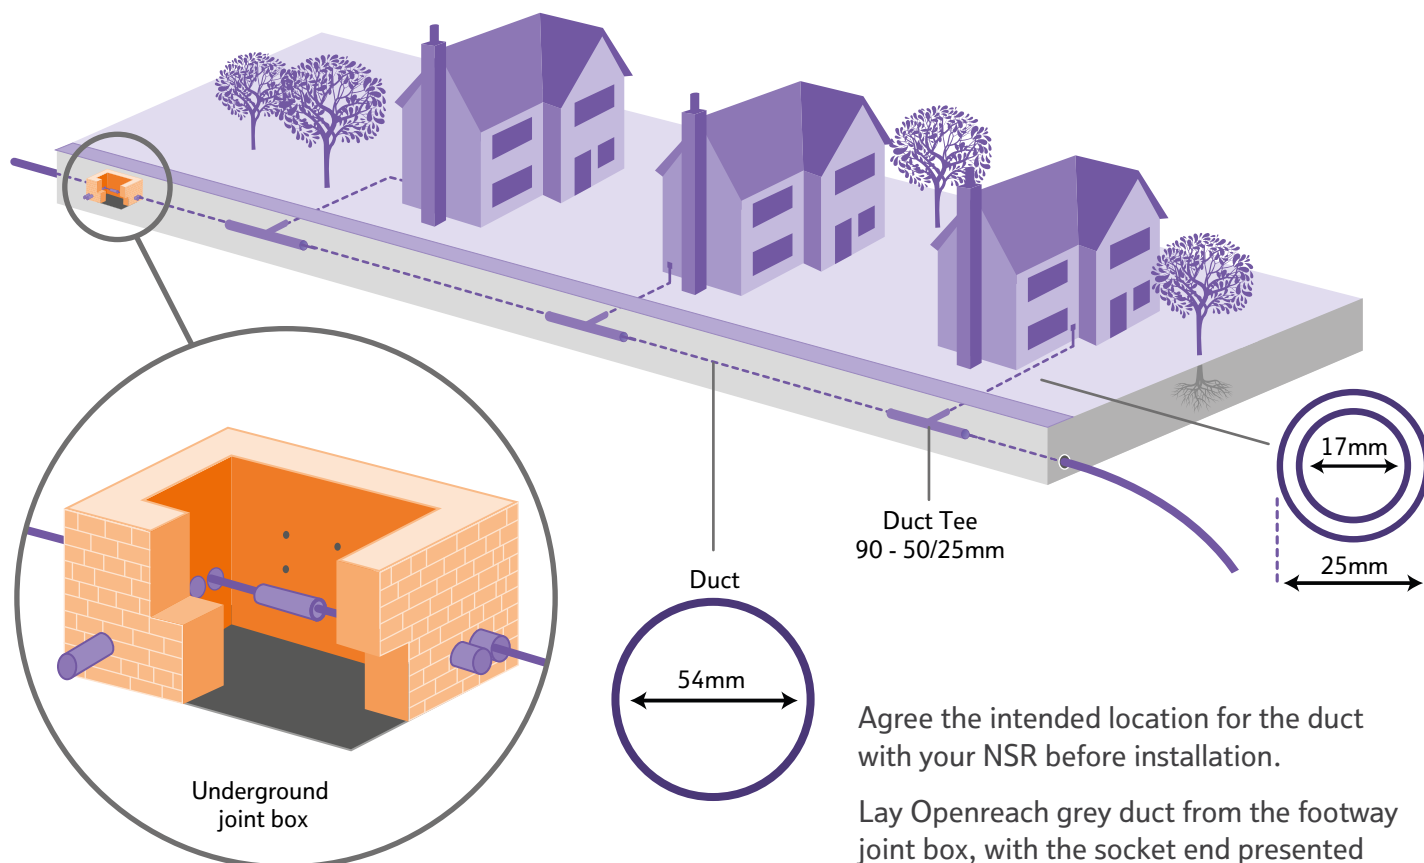 17mm
25mm
Duct Tee
90 - 50/25mm
Duct
54mm
Underground
joint box
Agree the intended location for the duct
with your NSR before installation.
Lay Openreach grey duct from the footway
joint box, with the socket end presented